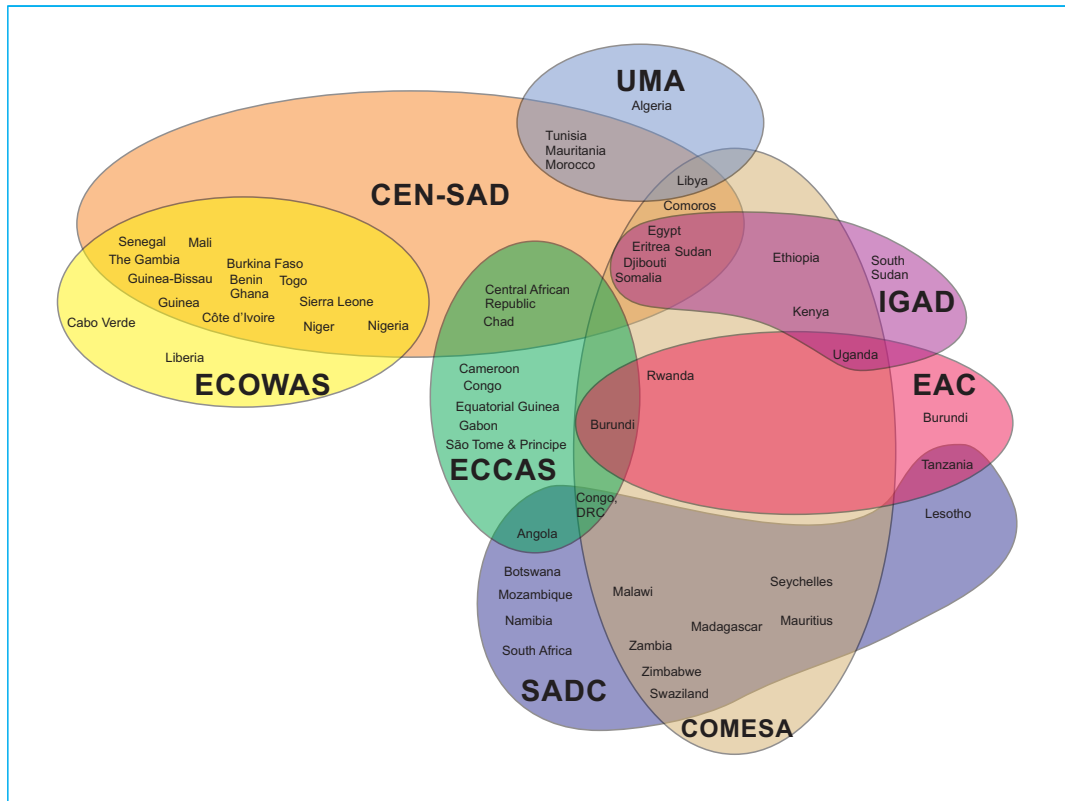 UMA
Algeria
Tunisia
Mauritania
Morocco
Libya
CEN-SAD
Comoros
Egypt
Eritrea
Sudan
Djibouti
Somalia
Ethiopia
South
Sudan
IGAD
Kenya
Uganda
Senegal
Mali
The Gambia
Burkina Faso
Guinea-Bissau
Benin
Togo
Ghana
Guinea
Sierra Leone
Côte d’Ivoire
Niger
Nigeria
Cabo Verde
Liberia
ECOWAS
Central African
Republic
Chad
Cameroon
Congo
Equatorial Guinea
Gabon
São Tome & Principe
ECCAS
Rwanda
Burundi
EAC
Burundi
Tanzania
Congo,
DRC
Angola
Lesotho
Botswana
Mozambique
Namibia
South Africa
SADC
Malawi
Seychelles
Madagascar
Mauritius
Zambia
Zimbabwe
Swaziland
COMESA